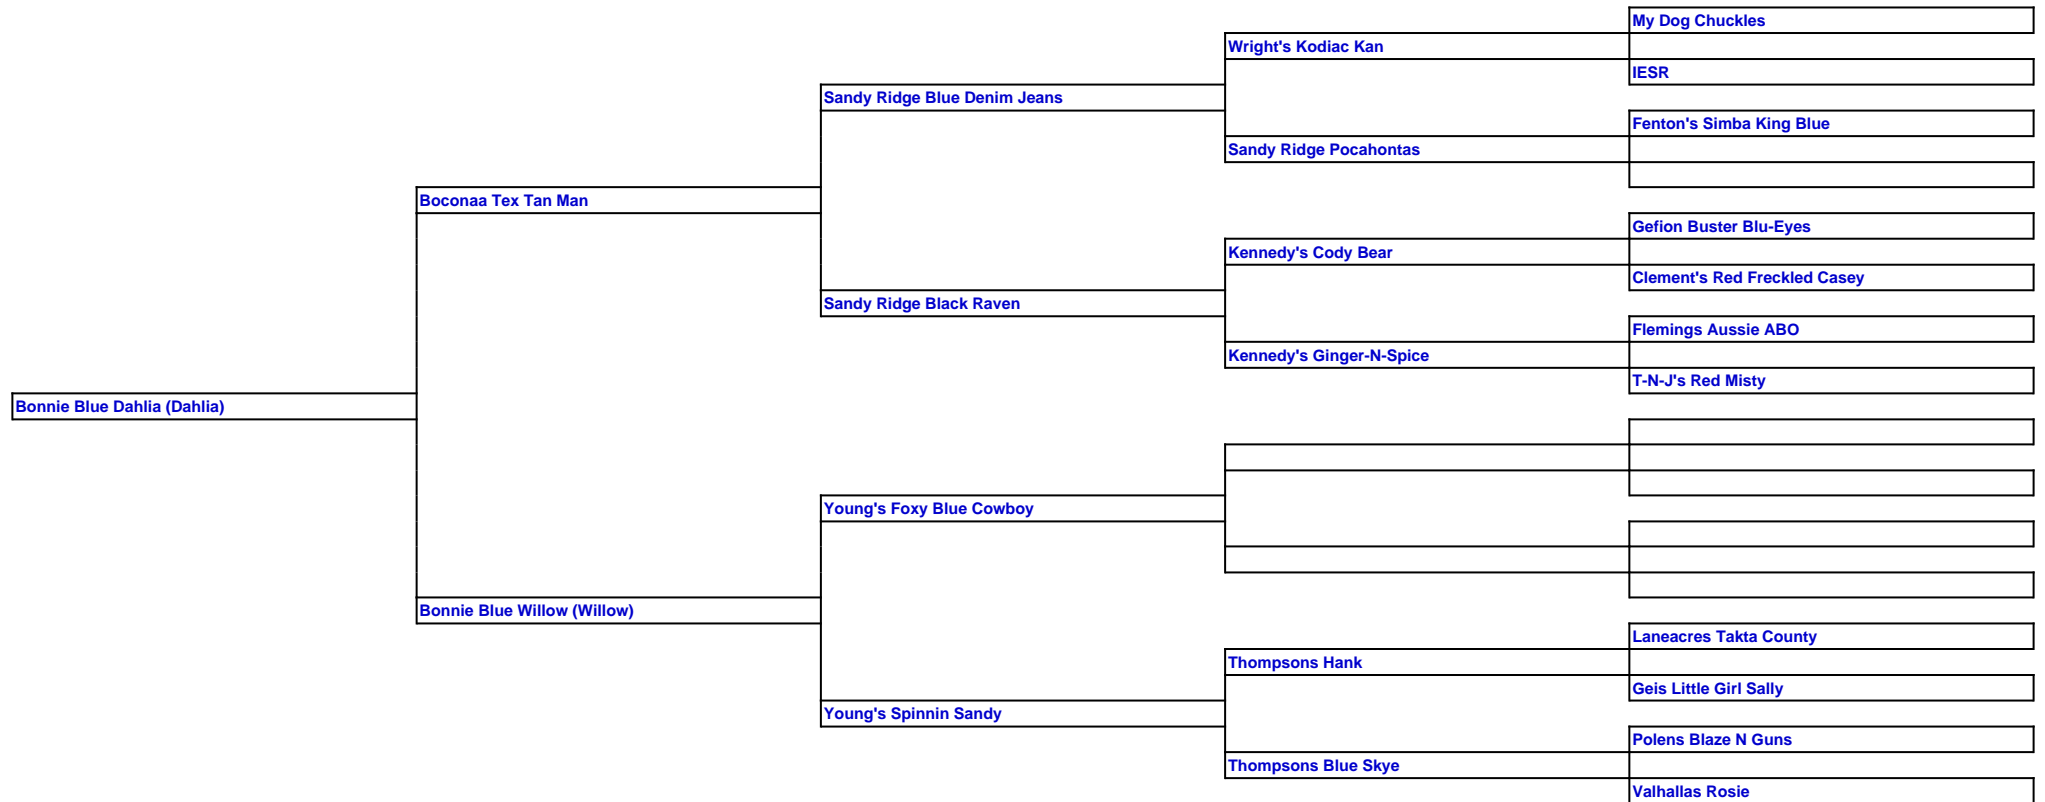 My Dog Chuckles
Wright's Kodiac Kan
IESR
Sandy Ridge Blue Denim Jeans
Fenton's Simba King Blue
Sandy Ridge Pocahontas
Boconaa Tex Tan Man
Gefion Buster Blu-Eyes
Kennedy's Cody Bear
Clement's Red Freckled Casey
Sandy Ridge Black Raven
Flemings Aussie ABO
Kennedy's Ginger-N-Spice
T-N-J's Red Misty
Bonnie Blue Dahlia (Dahlia)
Young's Foxy Blue Cowboy
Bonnie Blue Willow (Willow)
Laneacres Takta County
Thompsons Hank
Geis Little Girl Sally
Young's Spinnin Sandy
Polens Blaze N Guns
Thompsons Blue Skye
Valhallas Rosie